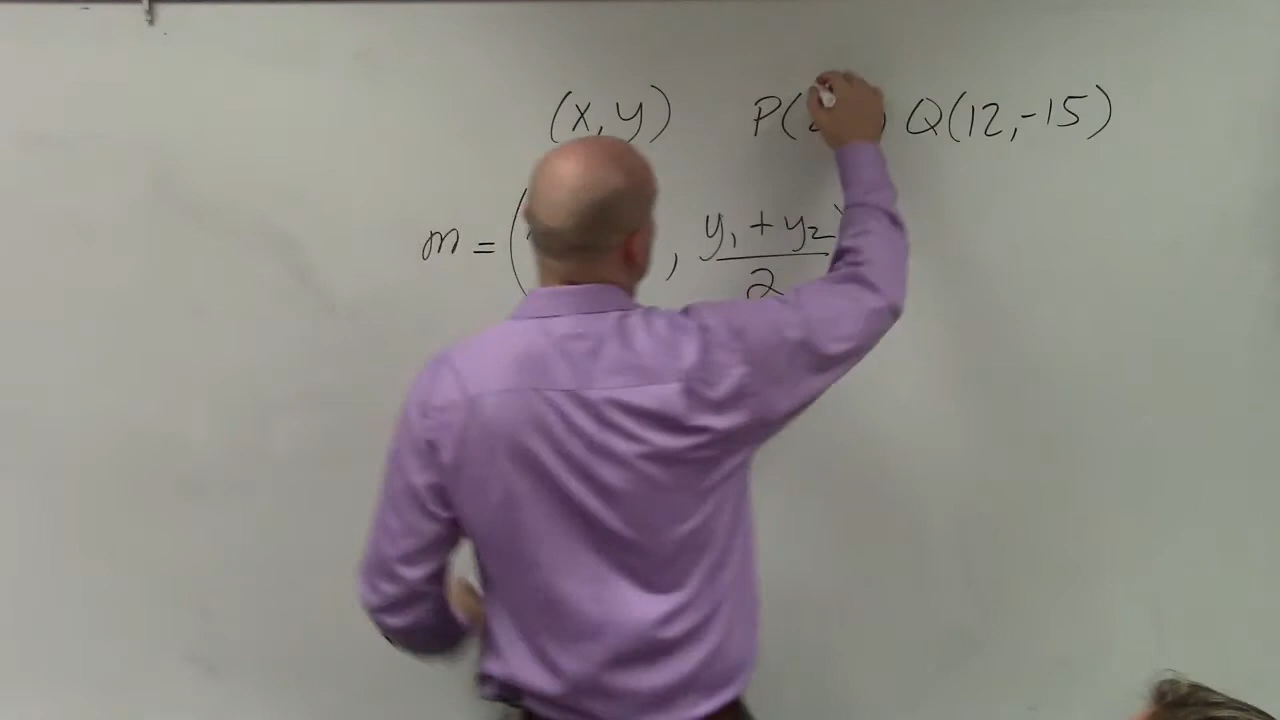 (x, y) P( ) Q(12,-15)
m = ( , y₁ + y₂
2